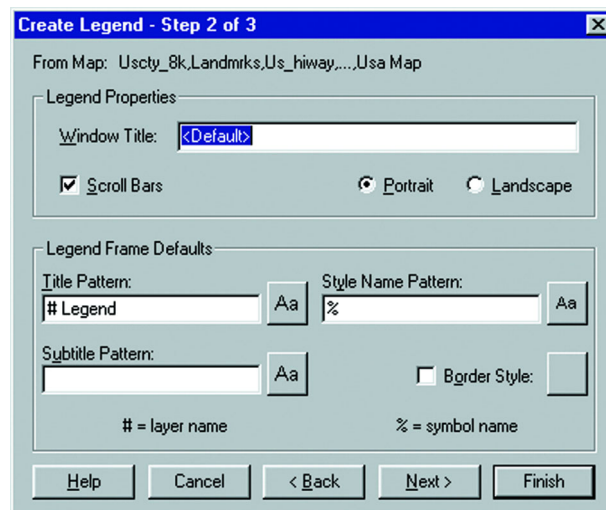 Create Legend - Step 2 of 3
From Map: Uscty_8k,Landmrks,Us_hiway,...,Usa Map
Legend Properties
Window Title: <Default>
Scroll Bars Portrait Landscape
Legend Frame Defaults
Title Pattern: Style Name Pattern:
# Legend Aa % Aa
Subtitle Pattern:
Aa Border Style:
# = layer name % = symbol name
Help Cancel < Back Next > Finish